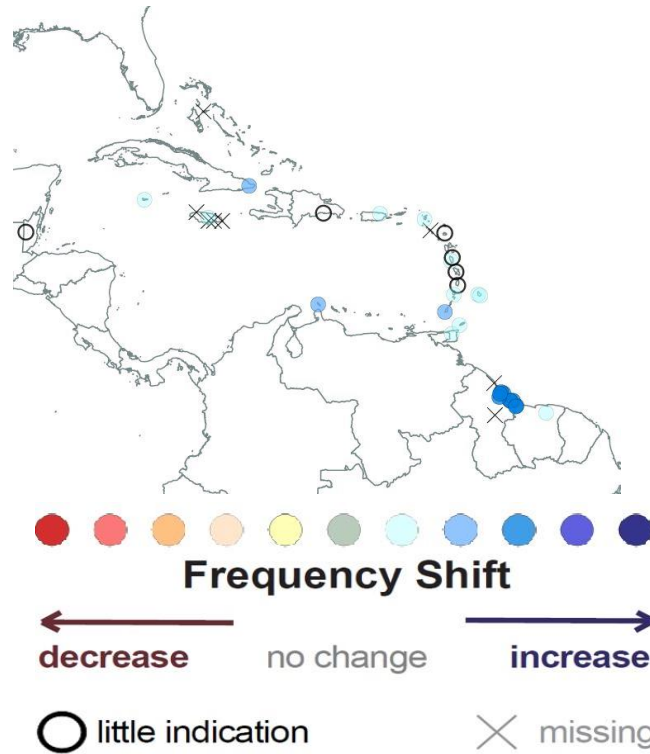 Frequency Shift
decrease no change increase
little indication missing